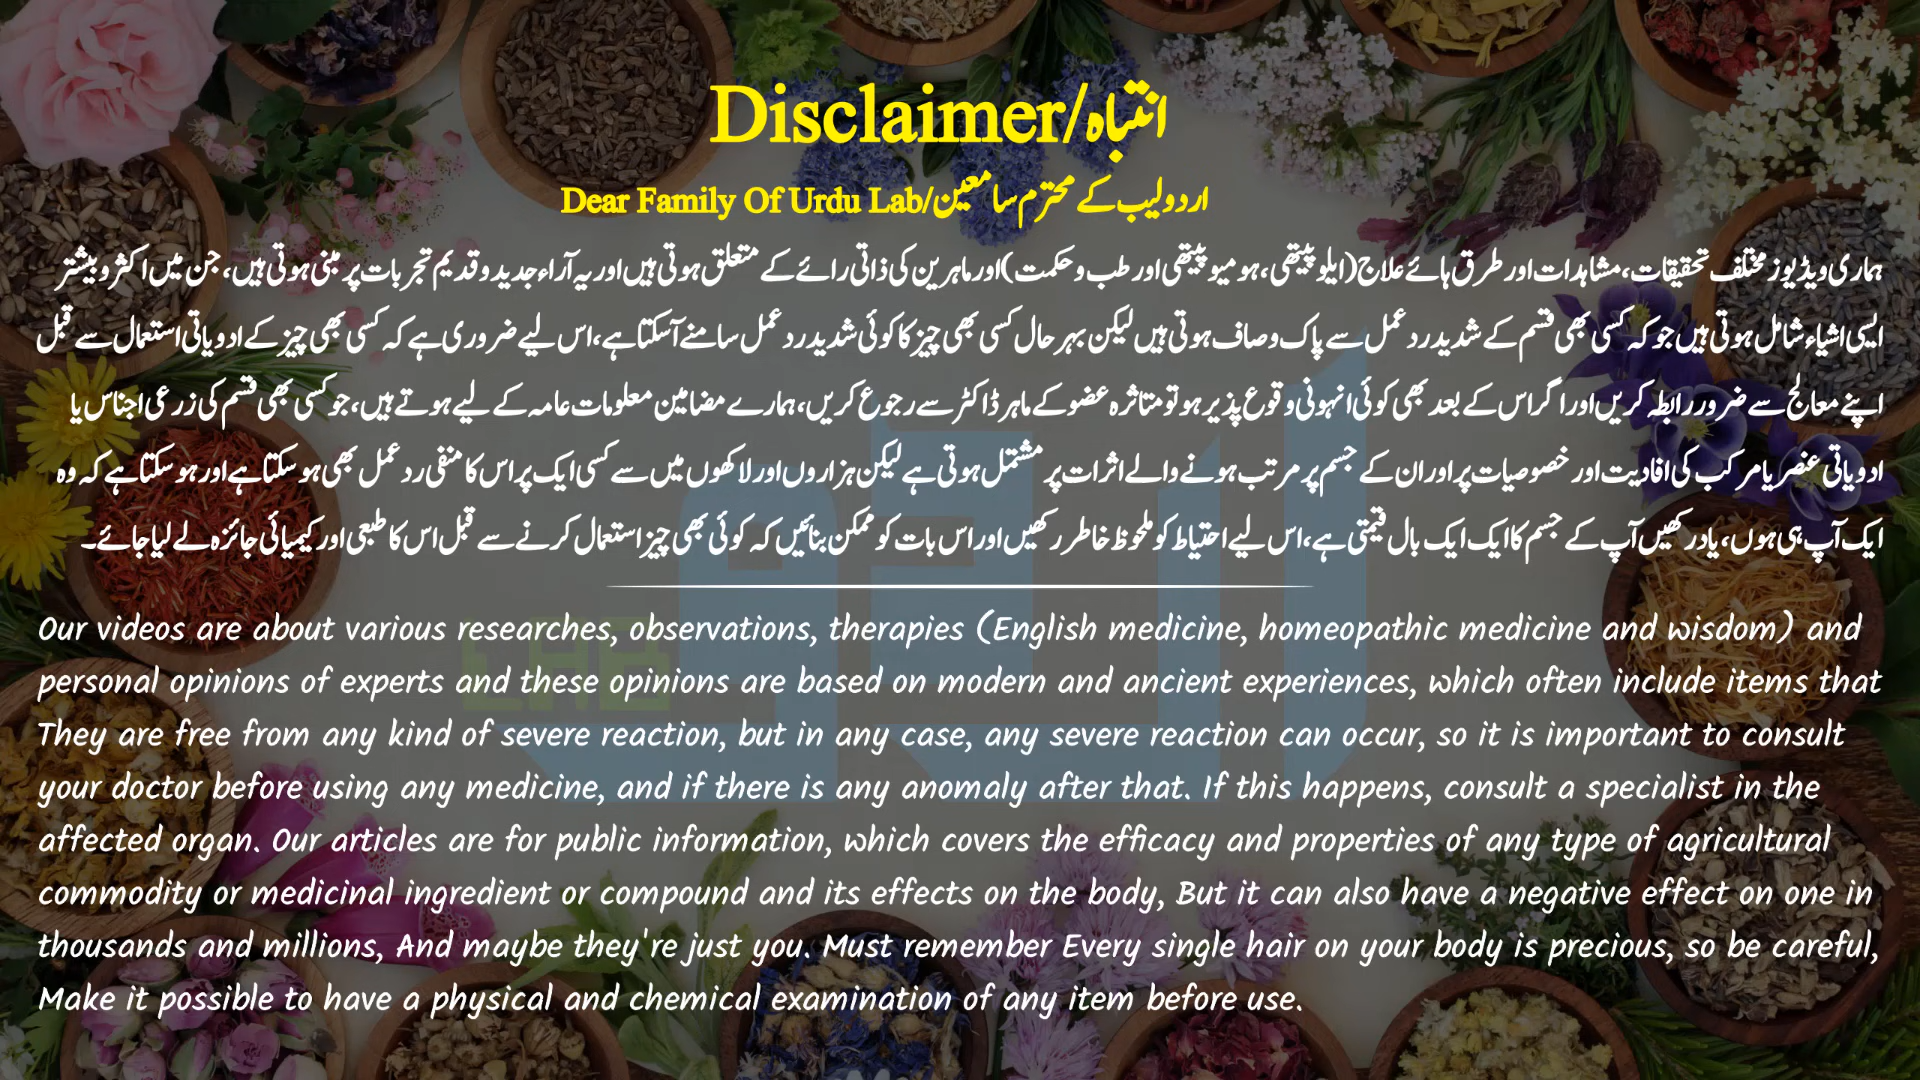 Disclaimer/انتباہ
Dear Family Of Urdu Lab/اردولیب کے محترم سامعین
ہماری ویڈیوز مختلف تحقیقات، مشاہدات اور طرق ہائے علاج (ایلوپیتھی، ہومیوپیتھی اور طب و حکمت) اور ماہرین کی ذاتی رائے کے متعلق ہوتی ہیں اور یہ آراء جدید و قدیم تجربات پر مبنی ہوتی ہیں، جن میں اکثر و بیشتر
ایسی اشیاء شامل ہوتی ہیں جو کہ کسی بھی قسم کے شدید ردعمل سے پاک و صاف ہوتی ہیں لیکن بہرحال کسی بھی چیز کا کوئی شدید ردعمل سامنے آسکتا ہے، اس لیے ضروری ہے کہ کسی بھی چیز کے ادویاتی استعمال سے قبل
اپنے معالج سے ضرور رابطہ کریں اور اگر اس کے بعد بھی کوئی انہونی وقوع پذیر ہو تو متاثرہ عضو کے ماہر ڈاکٹر سے رجوع کریں، ہمارے مضامین معلومات عامہ کے لیے ہوتے ہیں، جو کسی بھی قسم کی زرعی اجناس یا
ادویاتی عنصر یا مرکب کی افادیت اور خصوصیات پر اور ان کے جسم پر مرتب ہونے والے اثرات پر مشتمل ہوتی ہے لیکن ہزاروں اور لاکھوں میں سے کسی ایک پر اس کا منفی ردعمل بھی ہو سکتا ہے اور ہو سکتا ہے کہ وہ
ایک آپ ہی ہوں، یاد رکھیں آپ کے جسم کا ایک ایک بال قیمتی ہے، اس لیے احتیاط کو ملحوظ خاطر رکھیں اور اس بات کو ممکن بنائیں کہ کوئی بھی چیز استعمال کرنے سے قبل اس کا طبعی اور کیمیائی جائزہ لے لیا جائے۔
Our videos are about various researches, observations, therapies (English medicine, homeopathic medicine and wisdom) and
personal opinions of experts and these opinions are based on modern and ancient experiences, which often include items that
They are free from any kind of severe reaction, but in any case, any severe reaction can occur, so it is important to consult
your doctor before using any medicine, and if there is any anomaly after that. If this happens, consult a specialist in the
affected organ. Our articles are for public information, which covers the efficacy and properties of any type of agricultural
commodity or medicinal ingredient or compound and its effects on the body, But it can also have a negative effect on one in
thousands and millions, And maybe they're just you. Must remember Every single hair on your body is precious, so be careful,
Make it possible to have a physical and chemical examination of any item before use.
اردو
LAB